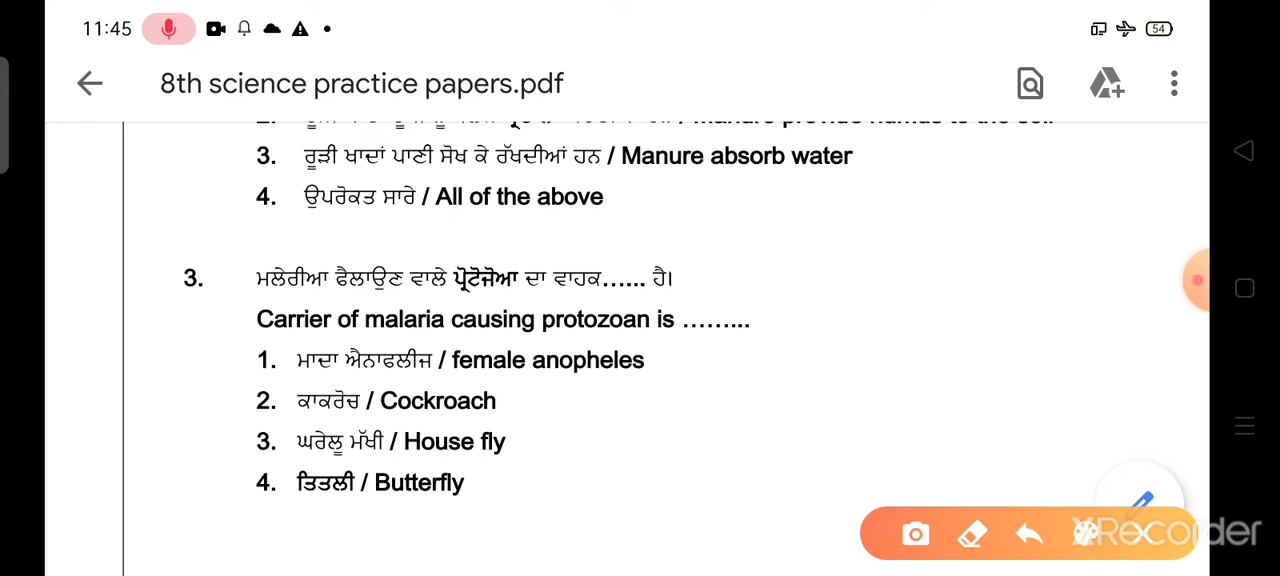 11:45
54
8th science practice papers.pdf
3. ਰੂੜੀ ਖਾਦਾਂ ਪਾਣੀ ਸੋਖ ਕੇ ਰੱਖਦੀਆਂ ਹਨ / Manure absorb water
4. ਉਪਰੋਕਤ ਸਾਰੇ / All of the above
3. ਮਲੇਰੀਆ ਫੈਲਾਉਣ ਵਾਲੇ ਪ੍ਰੋਟੋਜੋਆ ਦਾ ਵਾਹਕ…… ਹੈ।
Carrier of malaria causing protozoan is ………
1. ਮਾਦਾ ਐਨਾਫਲੀਜ / female anopheles
2. ਕਾਕਰੋਚ / Cockroach
3. ਘਰੇਲੂ ਮੱਖੀ / House fly
4. ਤਿਤਲੀ / Butterfly
XRecorder